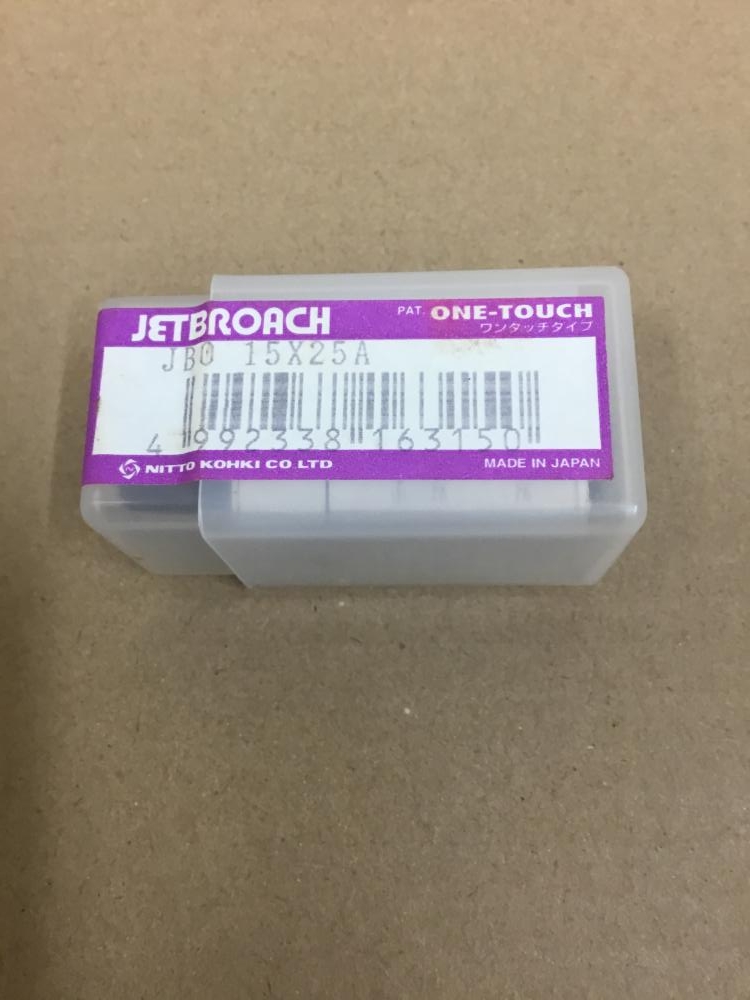 JETBROACH
PAT. ONE-TOUCH
ワンタッチタイプ
JBO 15X25A
4 992338 163150
NITTO KOHKI CO LTD
MADE IN JAPAN